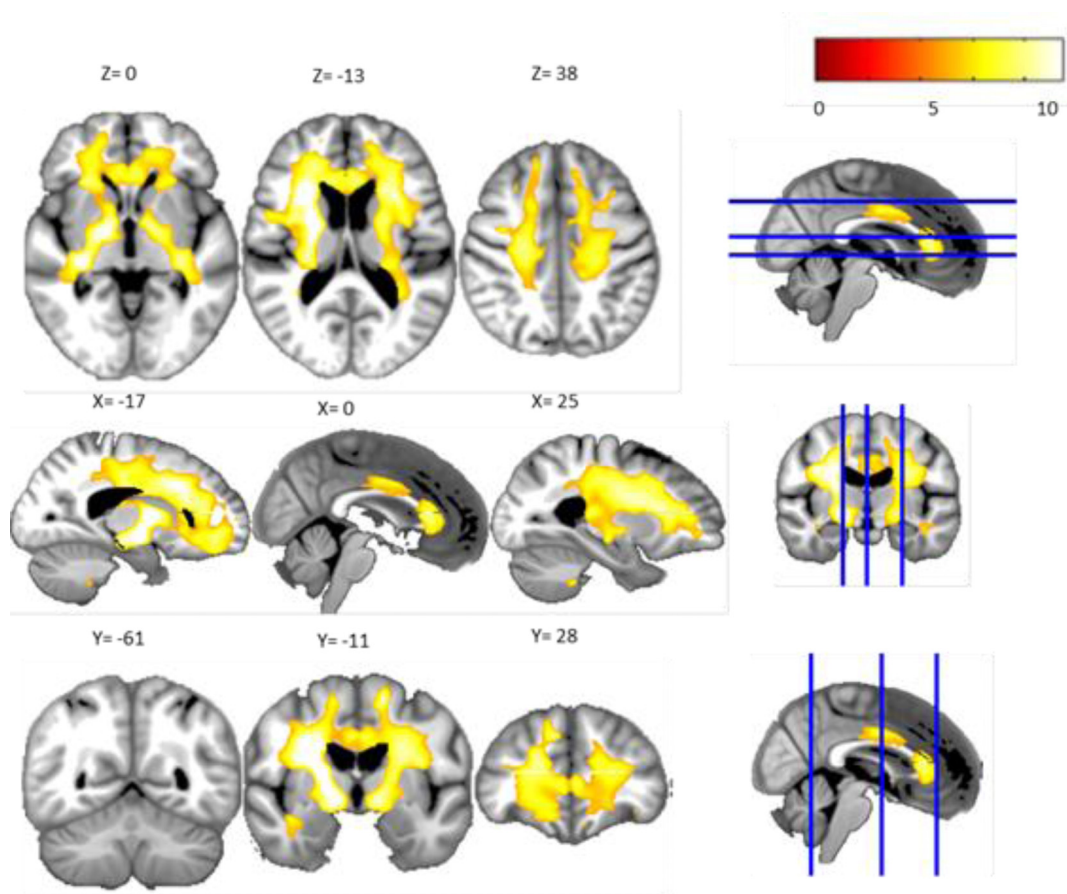 Z= 0
Z= -13
Z= 38
0
5
10
X= -17
X= 0
X= 25
Y= -61
Y= -11
Y= 28